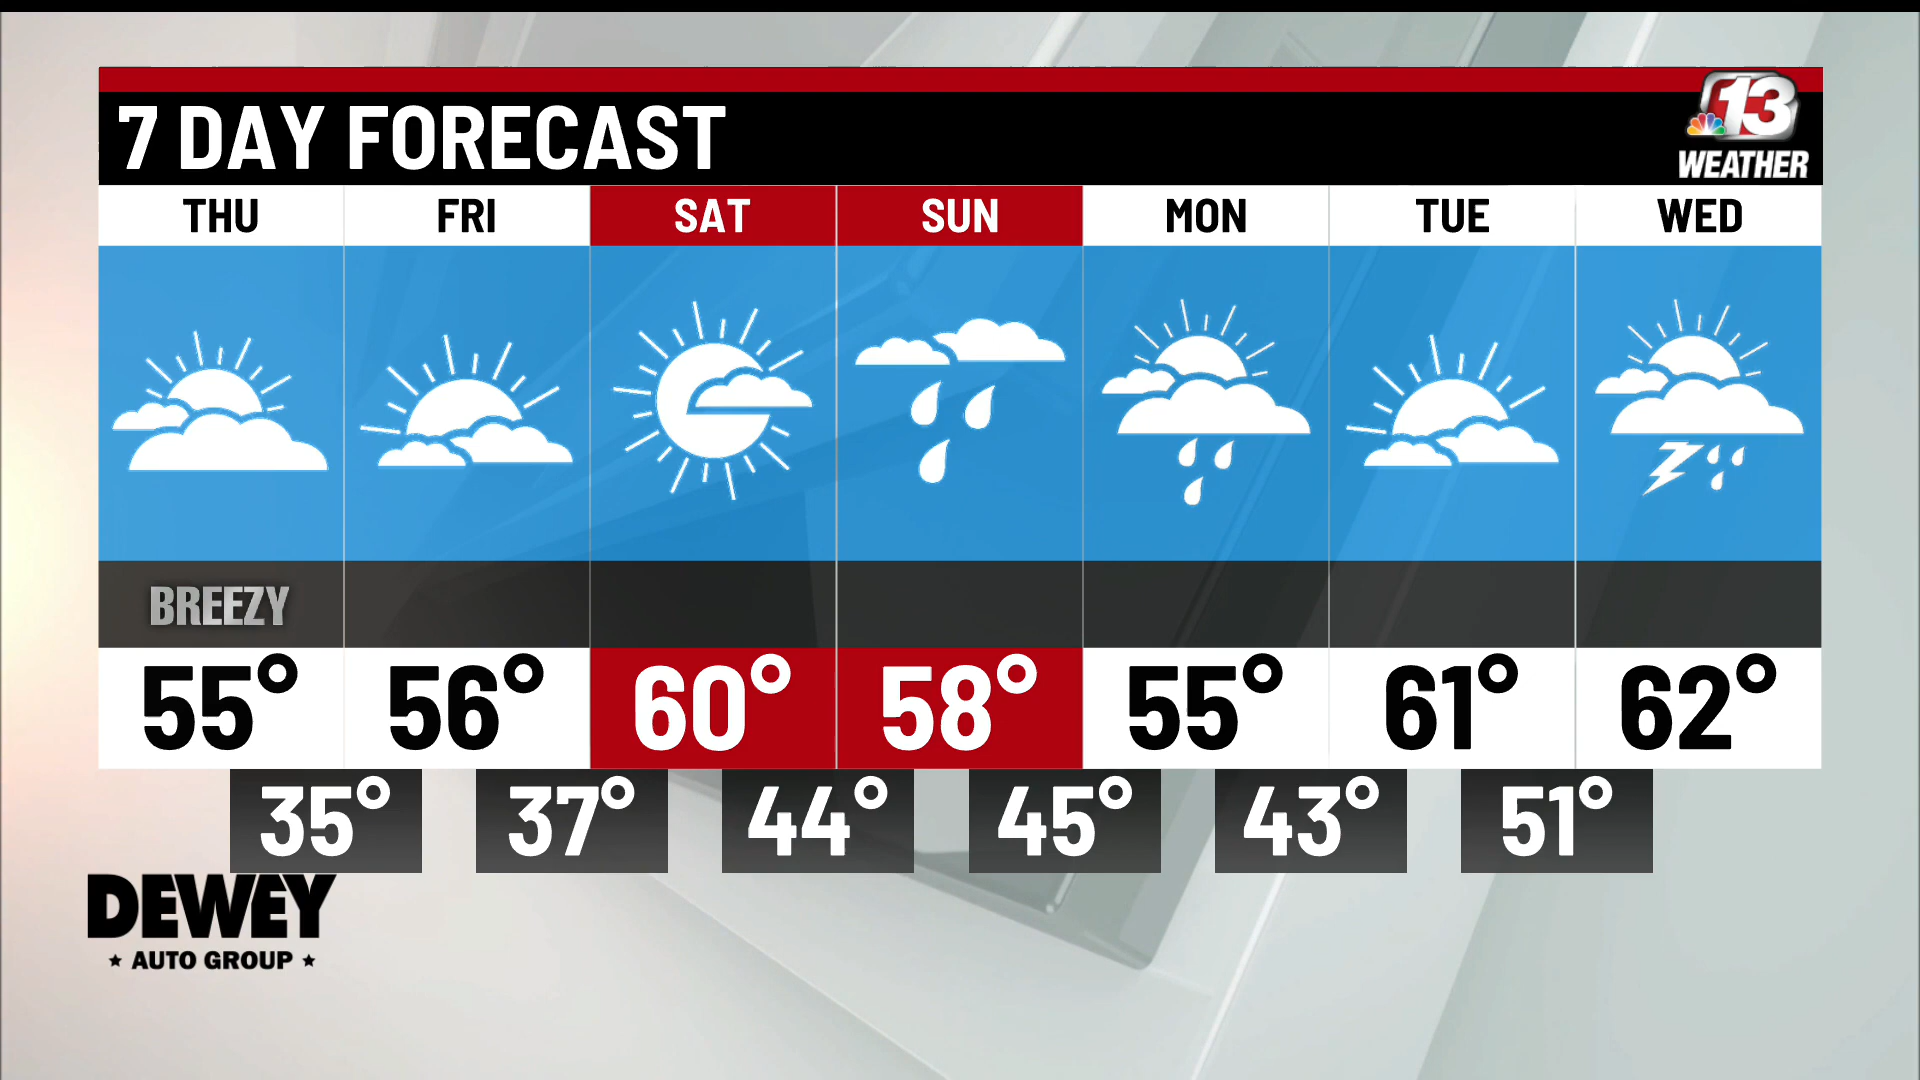 7 DAY FORECAST
13
WEATHER
THU FRI SAT SUN MON TUE WED
BREEZY
55° 56° 60° 58° 55° 61° 62°
35° 37° 44° 45° 43° 51°
DEWEY
★ AUTO GROUP ★